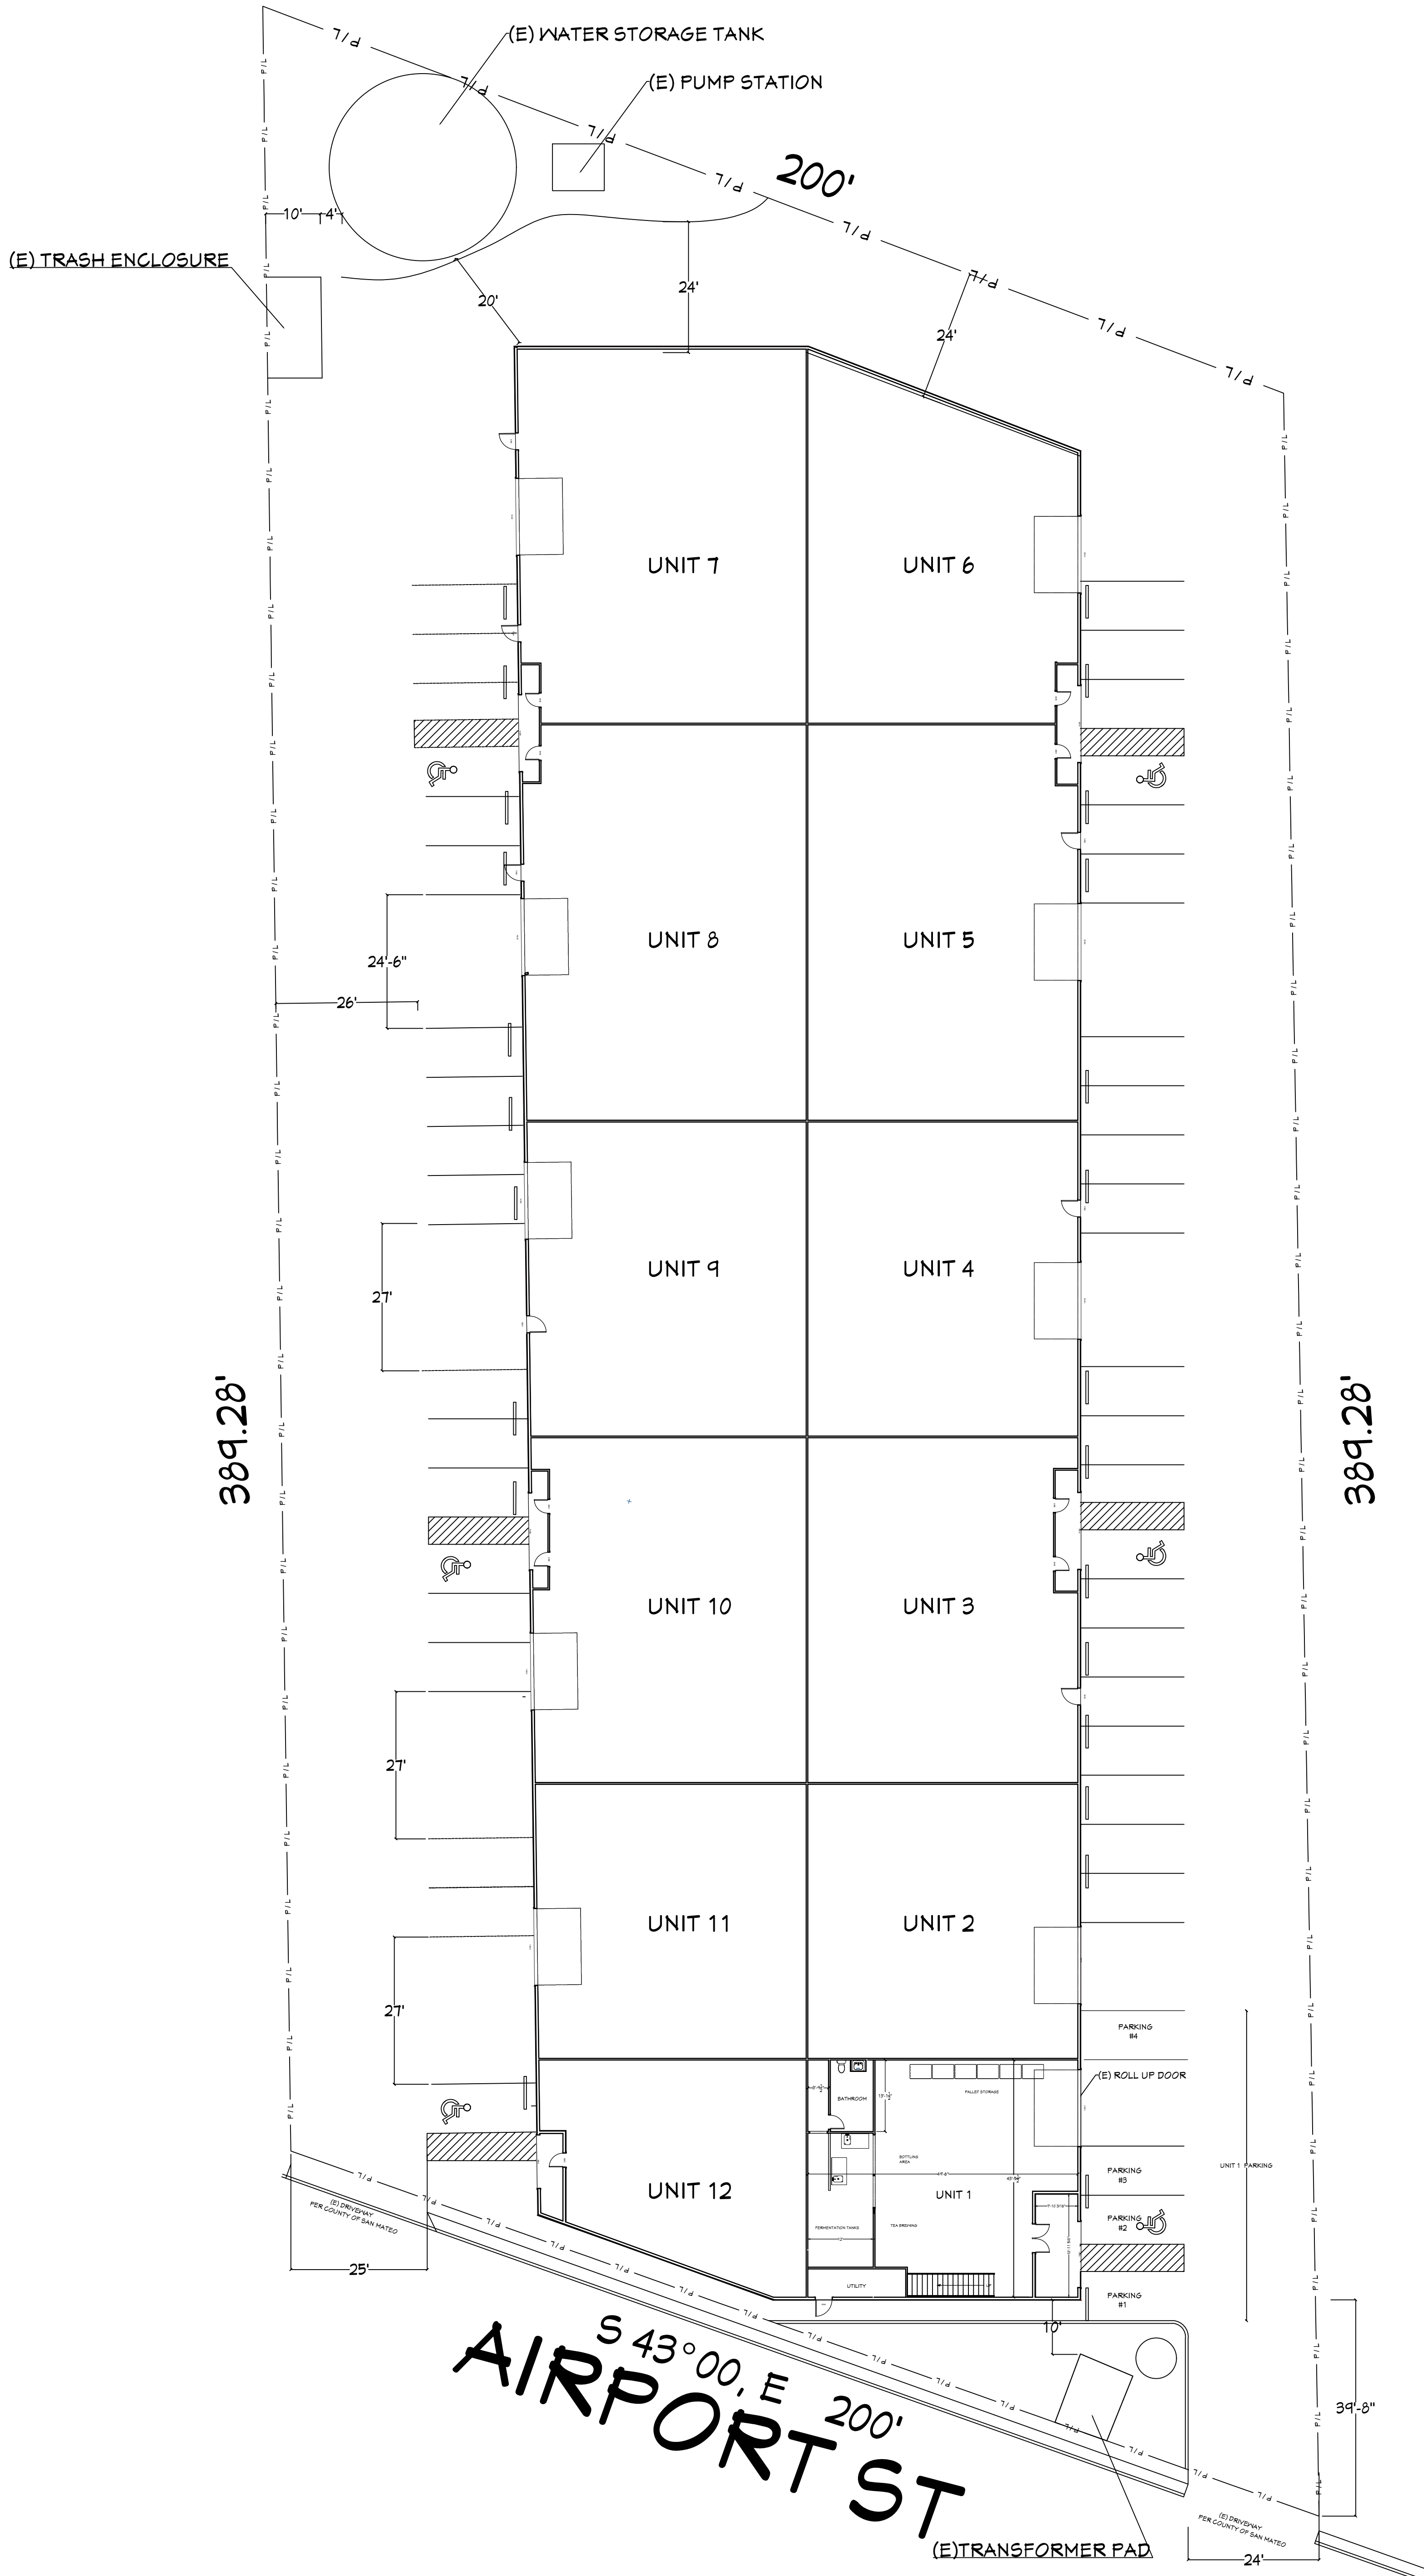 (E) WATER STORAGE TANK
(E) PUMP STATION
200'
10'
4'
(E) TRASH ENCLOSURE
20'
24'
24'
UNIT 7
UNIT 6
UNIT 8
UNIT 5
24'-6"
26'
UNIT 9
UNIT 4
27'
389.28'
389.28'
UNIT 10
UNIT 3
27'
UNIT 11
UNIT 2
27'
PARKING
#4
(E) ROLL UP DOOR
BATHROOM
PALLET STORAGE
BOTTLING
AREA
UNIT 1 PARKING
PARKING
#3
UNIT 12
UNIT 1
PARKING
#2
FERMENTATION TANKS
TEA BREWING
UTILITY
UP
PARKING
#1
(E) DRIVEWAY
PER COUNTY OF SAN MATEO
25'
10'
S 43°00, E 200'
AIRPORT ST
39'-8"
(E) DRIVEWAY
PER COUNTY OF SAN MATEO
(E)TRANSFORMER PAD
24'
P/L